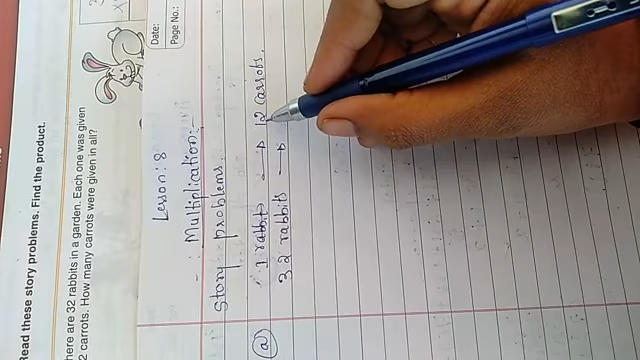 Read these story problems. Find the product.
here are 32 rabbits in a garden. Each one was given
2 carrots. How many carrots were given in all?
Date:
Page No.:
Lesson: 8
-: Multiplication:-
Story problems.
(a) 1 rabbits → 12 carrots.
32 rabbits →